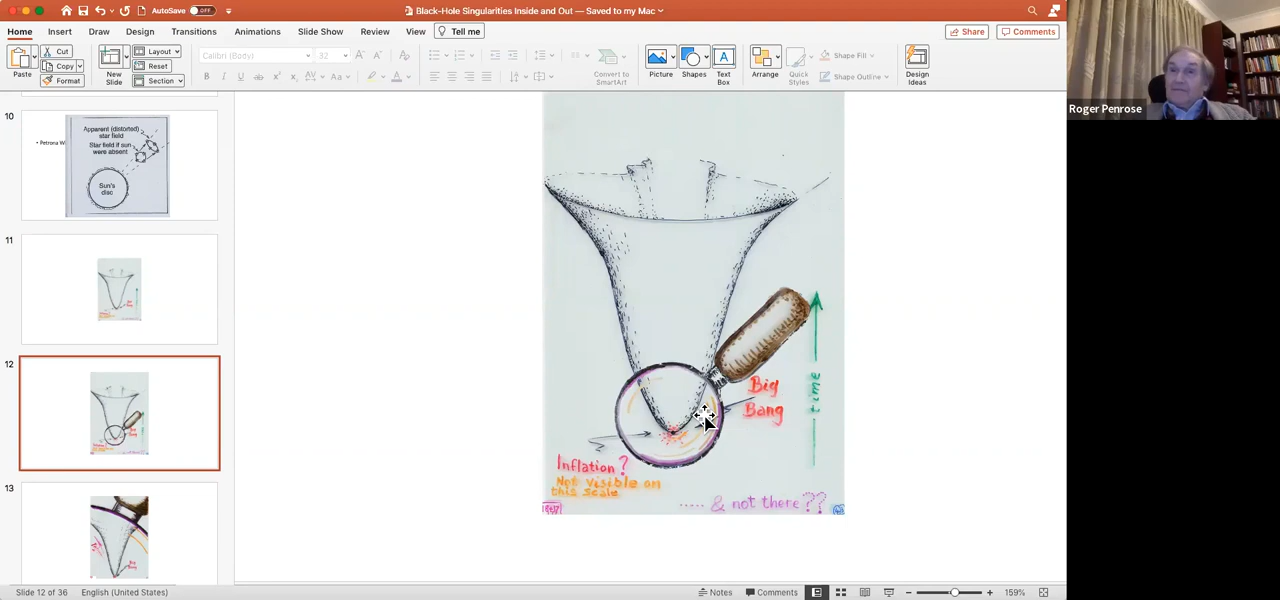 AutoSave
OFF
Black-Hole Singularities Inside and Out — Saved to my Mac
Home Insert Draw Design Transitions Animations Slide Show Review View Tell me
Share Comments
Paste
Cut
Copy
Format
New Slide
Layout
Reset
Section
Calibri (Body) 32
Convert to SmartArt
Picture
Shapes
Text Box
Arrange
Quick Styles
Shape Fill
Shape Outline
Design Ideas
Roger Penrose
10
• Petrona W
Apparent (distorted)
star field
Star field if sun
were absent
Sun's
disc
11
12
13
Big
Bang
time
Inflation?
Not visible on
this scale
..... & not there??
Slide 12 of 36 English (United States)
Notes Comments 159%